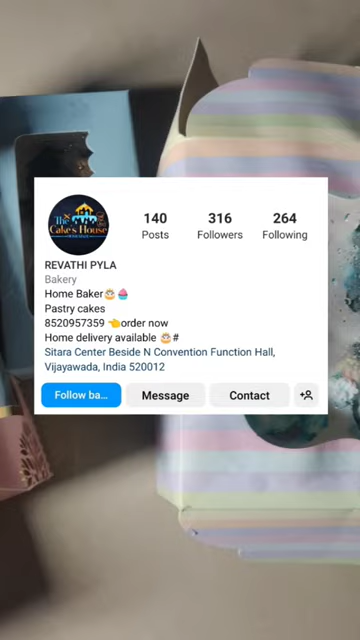 The
Cake's House
140
316
264
Posts
Followers
Following
REVATHI PYLA
Bakery
Home Baker🎂🧁
Pastry cakes
8520957359 👈order now
Home delivery available 🎂#
Sitara Center Beside N Convention Function Hall,
Vijayawada, India 520012
Follow ba...
Message
Contact